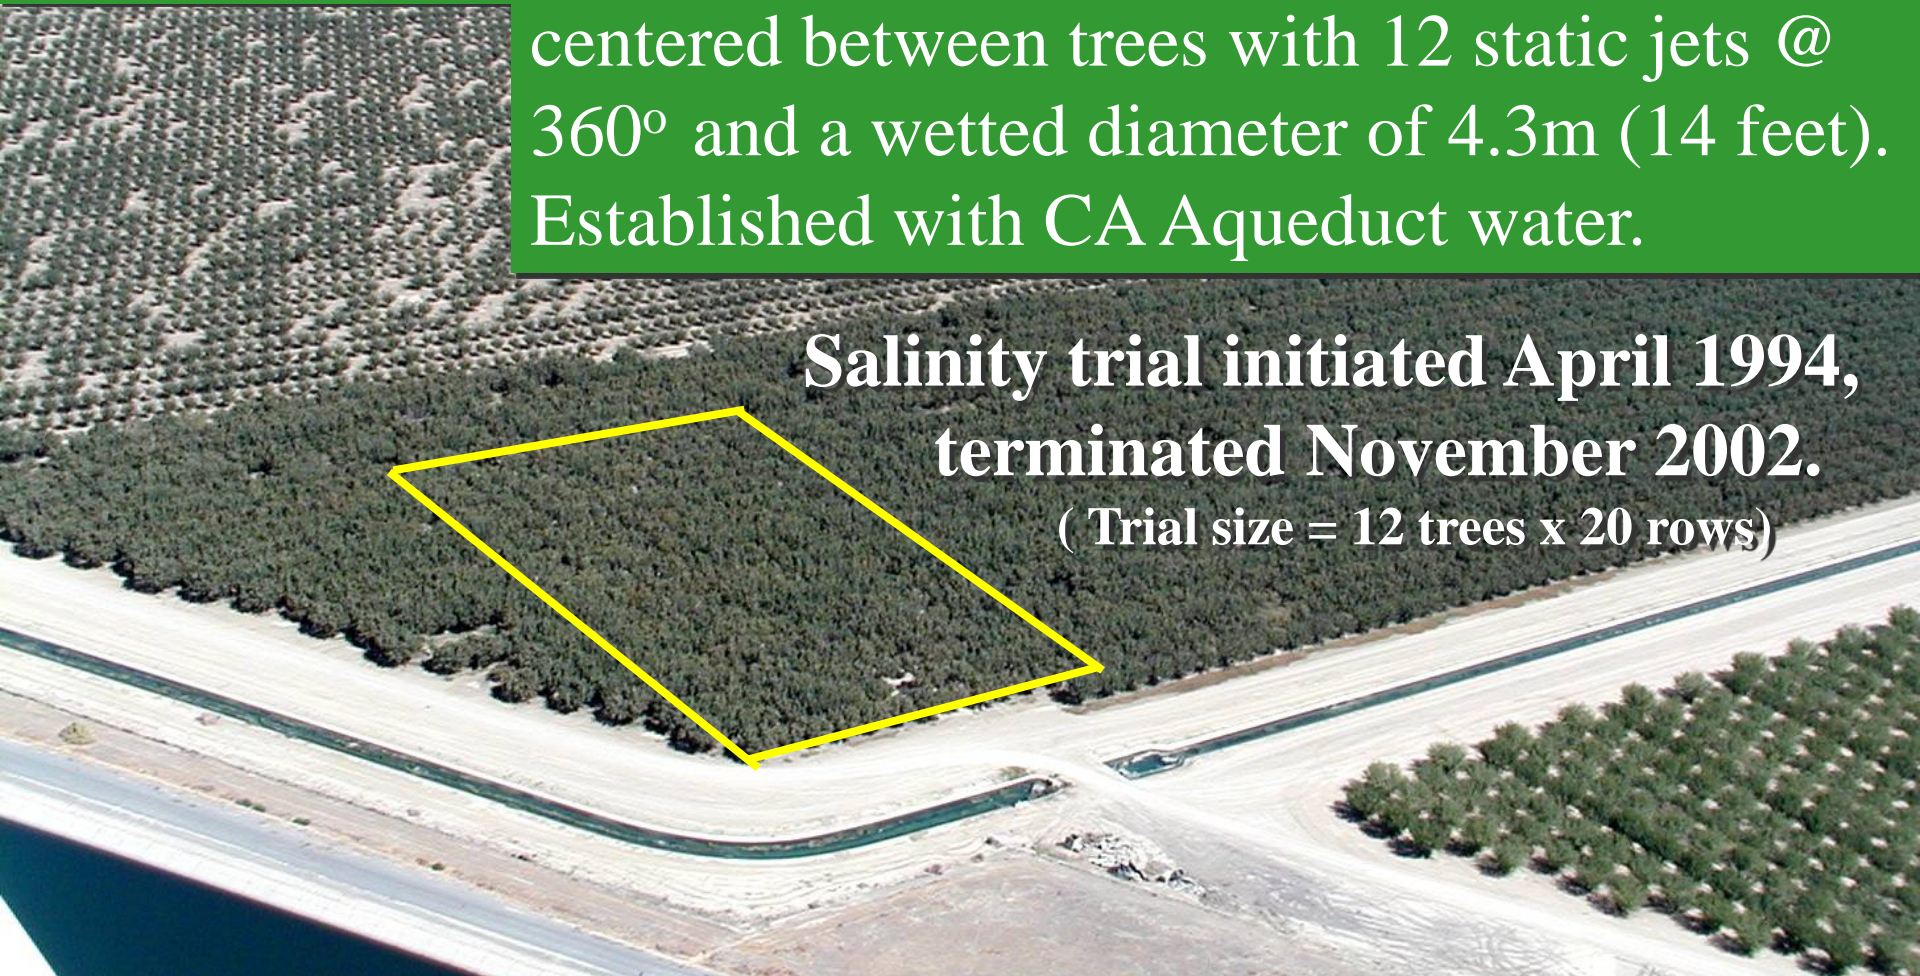 centered between trees with 12 static jets @
360º and a wetted diameter of 4.3m (14 feet).
Established with CA Aqueduct water.
Salinity trial initiated April 1994,
terminated November 2002.
( Trial size = 12 trees x 20 rows)